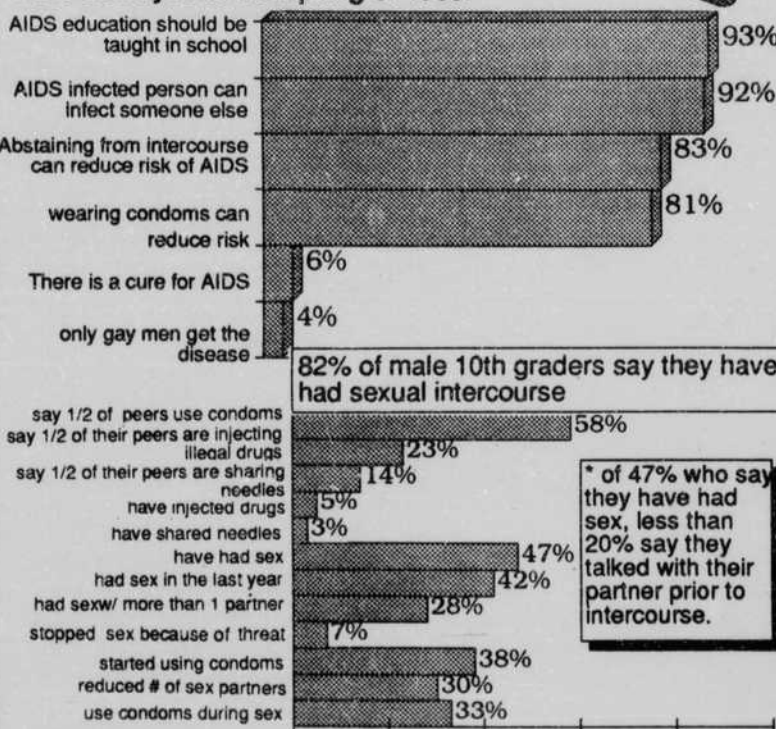 AIDS education should be
taught in school
93%
AIDS infected person can
infect someone else
92%
Abstaining from intercourse
can reduce risk of AIDS
83%
wearing condoms can
reduce risk
81%
There is a cure for AIDS
6%
only gay men get the
disease
4%
82% of male 10th graders say they have
had sexual intercourse
say 1/2 of peers use condoms
58%
say 1/2 of their peers are injecting
illegal drugs
23%
say 1/2 of their peers are sharing
needles
14%
have injected drugs
5%
have shared needles
3%
have had sex
47%
had sex in the last year
42%
had sexw/ more than 1 partner
28%
stopped sex because of threat
7%
started using condoms
38%
reduced # of sex partners
30%
use condoms during sex
33%
* of 47% who say
they have had
sex, less than
20% say they
talked with their
partner prior to
intercourse.